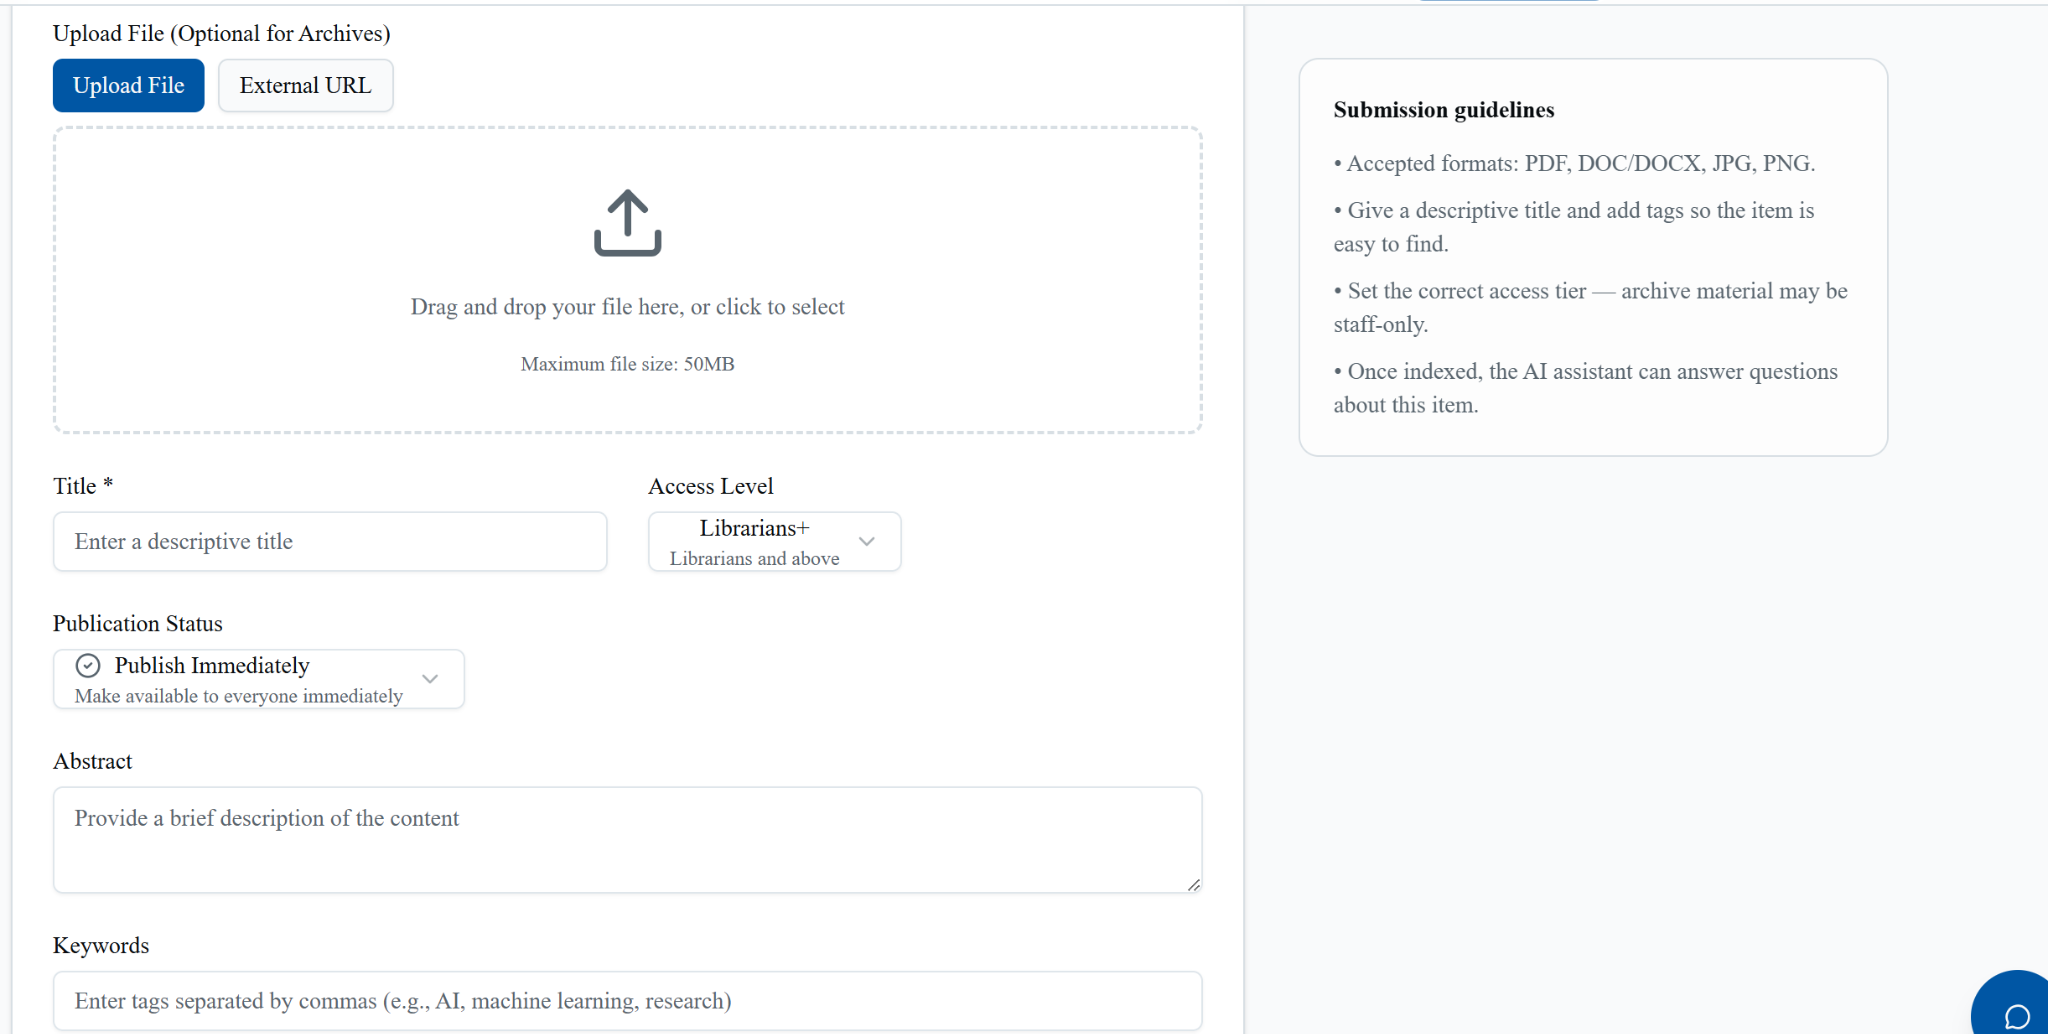 Upload File (Optional for Archives)
Upload File
External URL
Drag and drop your file here, or click to select
Maximum file size: 50MB
Title *
Access Level
Enter a descriptive title
Librarians+
Librarians and above
Publication Status
Publish Immediately
Make available to everyone immediately
Abstract
Provide a brief description of the content
Keywords
Enter tags separated by commas (e.g., AI, machine learning, research)
Submission guidelines
• Accepted formats: PDF, DOC/DOCX, JPG, PNG.
• Give a descriptive title and add tags so the item is
easy to find.
• Set the correct access tier — archive material may be
staff-only.
• Once indexed, the AI assistant can answer questions
about this item.